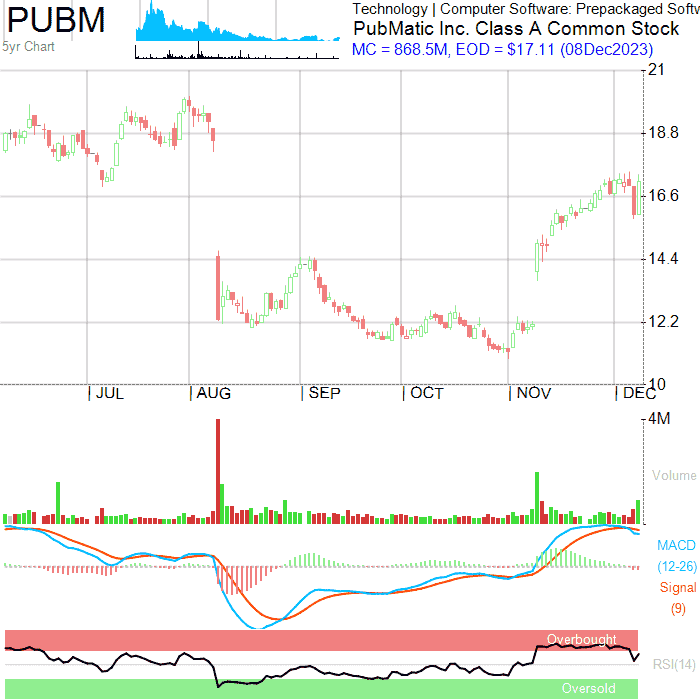 PUBM
5yr Chart
Technology | Computer Software: Prepackaged Softw
PubMatic Inc. Class A Common Stock
MC = 868.5M, EOD = $17.11 (08Dec2023)
21
18.8
16.6
14.4
12.2
10
JUL AUG SEP OCT NOV DEC
4M
Volume
MACD
(12-26)
Signal
(9)
Overbought
RSI(14)
Oversold